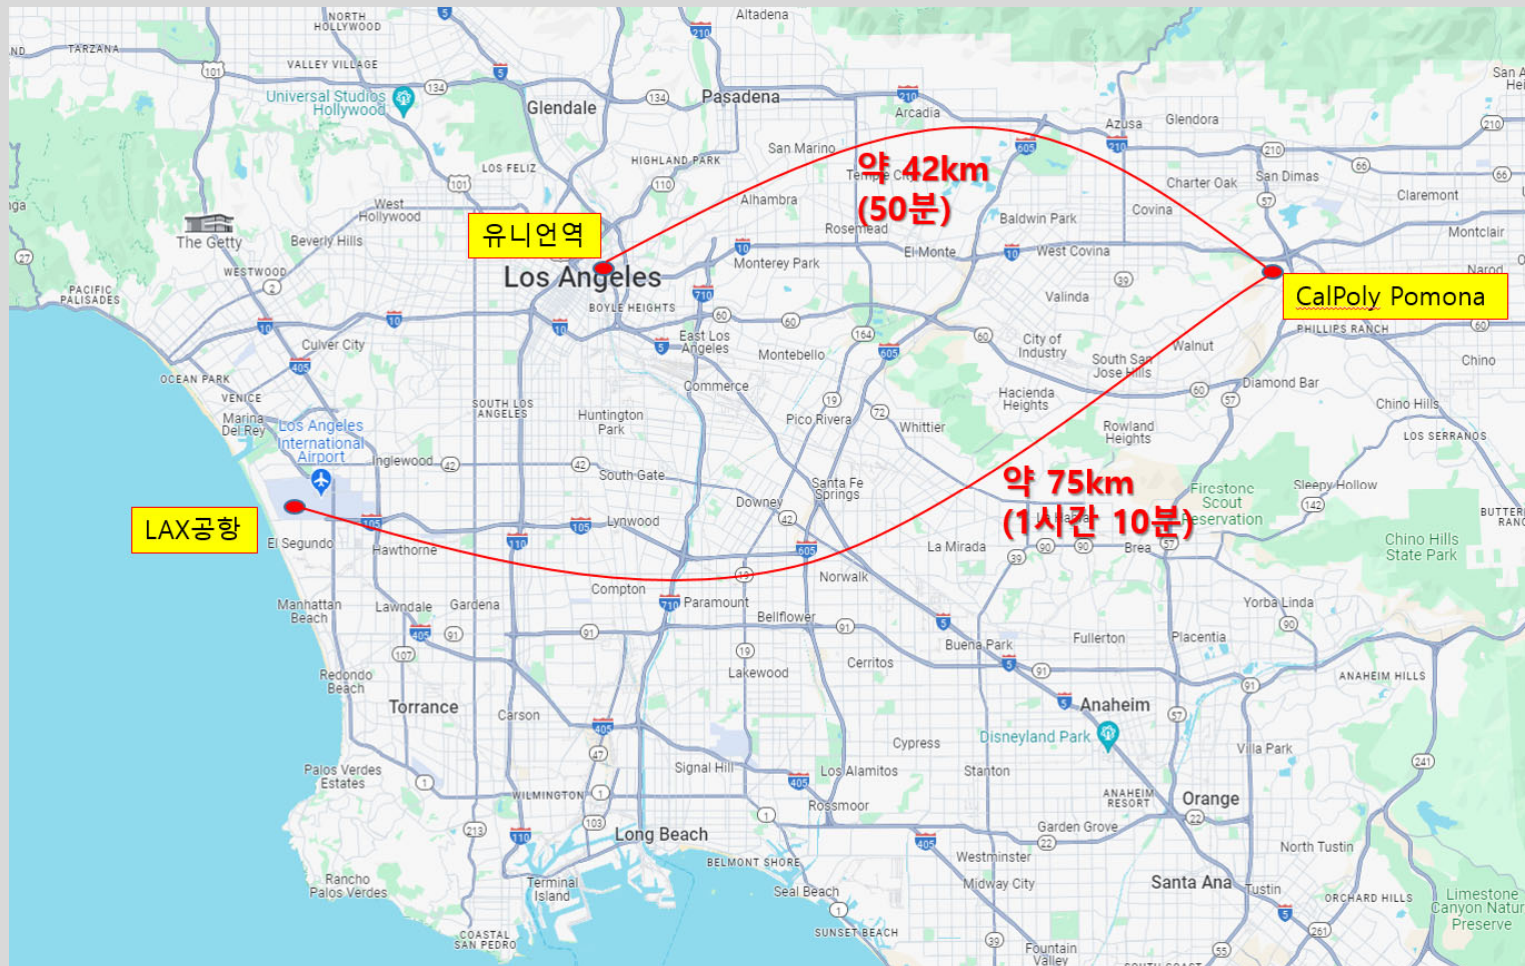 NORTH
HOLLYWOOD
Altadena
TARZANA
VALLEY VILLAGE
Universal Studios
Hollywood
Glendale
Pasadena
Arcadia
Azusa
Glendora
LOS FELIZ
HIGHLAND PARK
San Marino
약 42km
(50분)
Temple City
Charter Oak
San Dimas
Claremont
West
Hollywood
Alhambra
Baldwin Park
Covina
유니언역
The Getty
Beverly Hills
Rosemead
Montclair
El Monte
West Covina
Monterey Park
WESTWOOD
Los Angeles
PACIFIC
PALISADES
BOYLE HEIGHTS
Valinda
CalPoly Pomona
PHILLIPS RANCH
Culver City
East Los
Angeles
Montebello
City of
Industry
Walnut
South San
Jose Hills
Chino
OCEAN PARK
Commerce
Diamond Bar
VENICE
Hacienda
Heights
Chino Hills
SOUTH LOS
ANGELES
Huntington
Park
Pico Rivera
Whittier
Rowland
Heights
LOS SERRANOS
Marina
Del Rey
Los Angeles
International
Airport
Inglewood
South Gate
Santa Fe
Springs
약 75km
(1시간 10분)
Firestone
Scout
Reservation
Sleepy Hollow
Downey
LAX공항
Lynwood
El Segundo
Hawthorne
La Mirada
Brea
Chino Hills
State Park
Norwalk
Compton
Paramount
Manhattan
Beach
Lawndale
Gardena
Bellflower
Yorba Linda
Buena Park
Fullerton
Placentia
Redondo
Beach
Lakewood
Cerritos
ANAHEIM HILLS
Torrance
Carson
Anaheim
Disneyland Park
Cypress
Villa Park
Palos Verdes
Estates
Signal Hill
Los Alamitos
Stanton
WILMINGTON
Rossmoor
ANAHEIM
RESORT
Orange
Long Beach
Garden Grove
BELMONT SHORE
Westminster
North Tustin
Rancho
Palos Verdes
Terminal
Island
Seal Beach
Midway City
Santa Ana
Tustin
ORCHARD HILLS
Limestone
Canyon Natur
Preserve
COASTAL
SAN PEDRO
SUNSET BEACH
Fountain
Valley